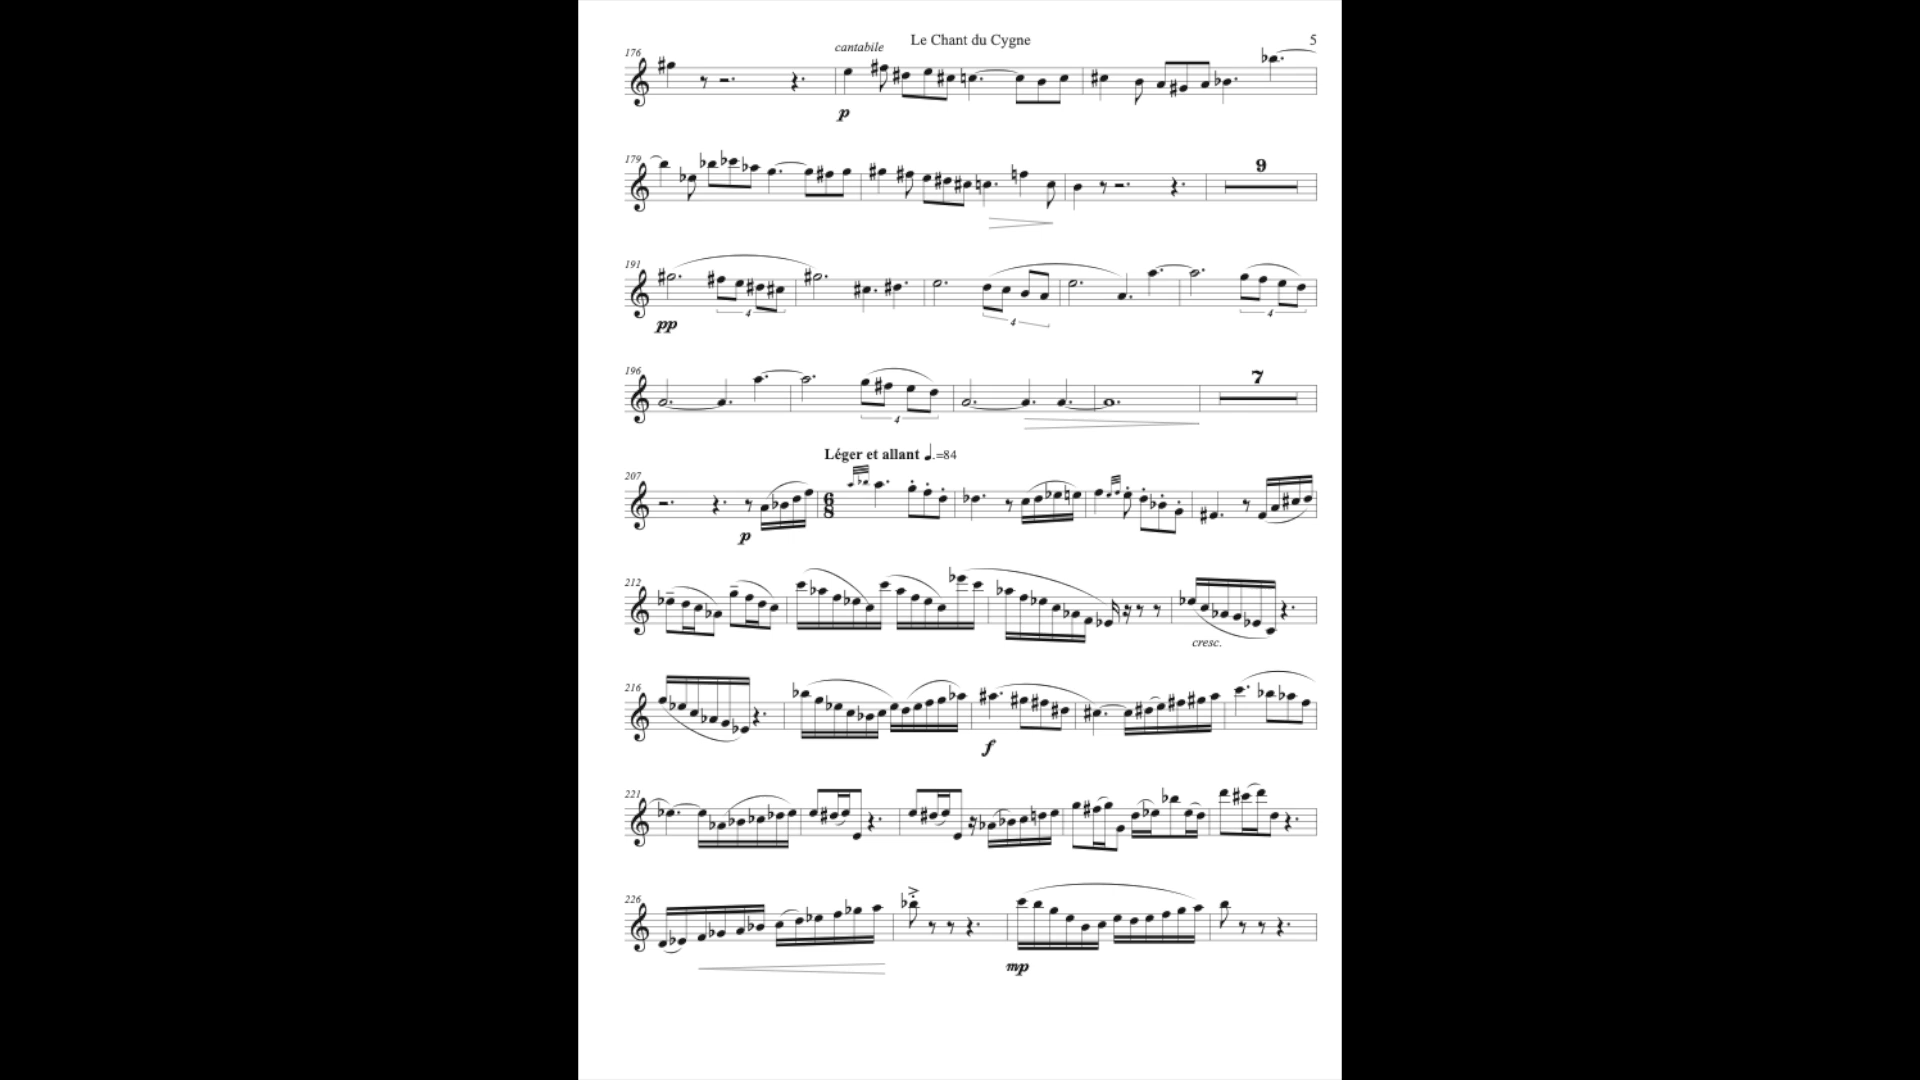 Le Chant du Cygne
5
176
cantabile
p
179
9
191
pp
4
4
4
196
4
7
207
Léger et allant ♩.=84
p
6
8
212
cresc.
216
f
221
226
mp